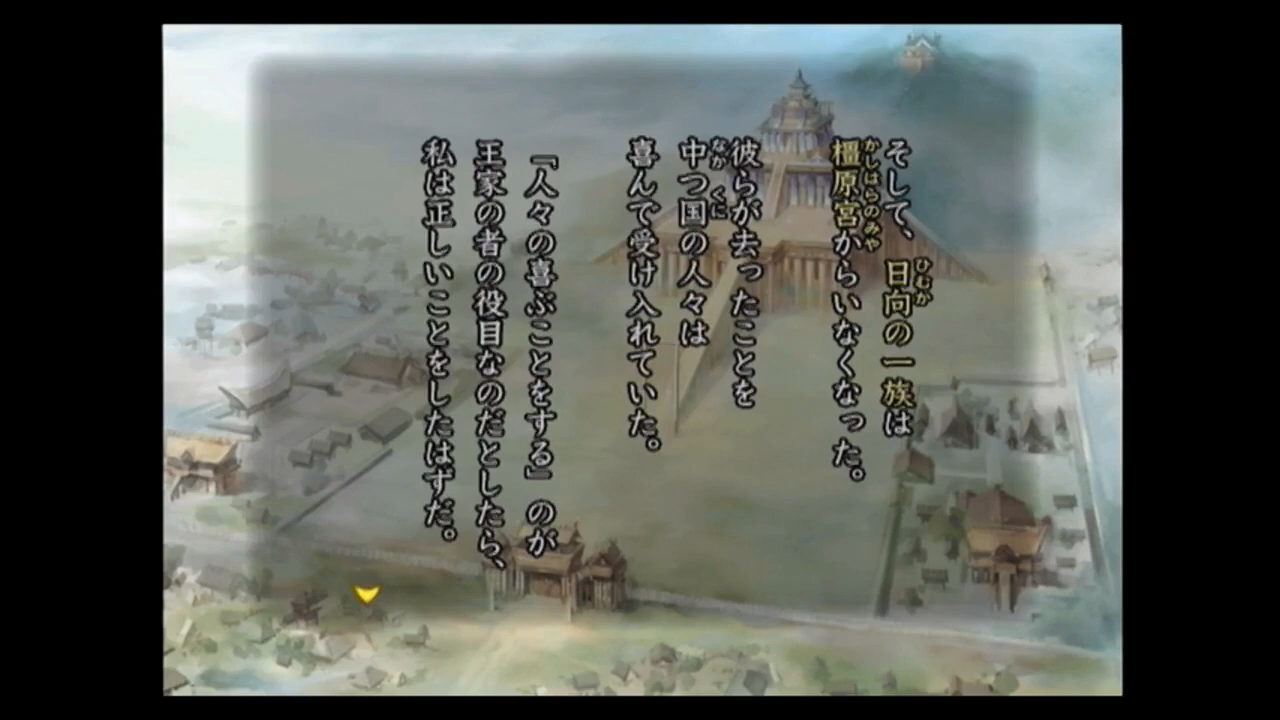 そして、日向の一族は
橿原宮からいなくなった。
彼らが去ったことを
中つ国の人々は
喜んで受け入れていた。
「人々の喜ぶことをする」のが
王家の者の役目なのだとしたら、
私は正しいことをしたはずだ。